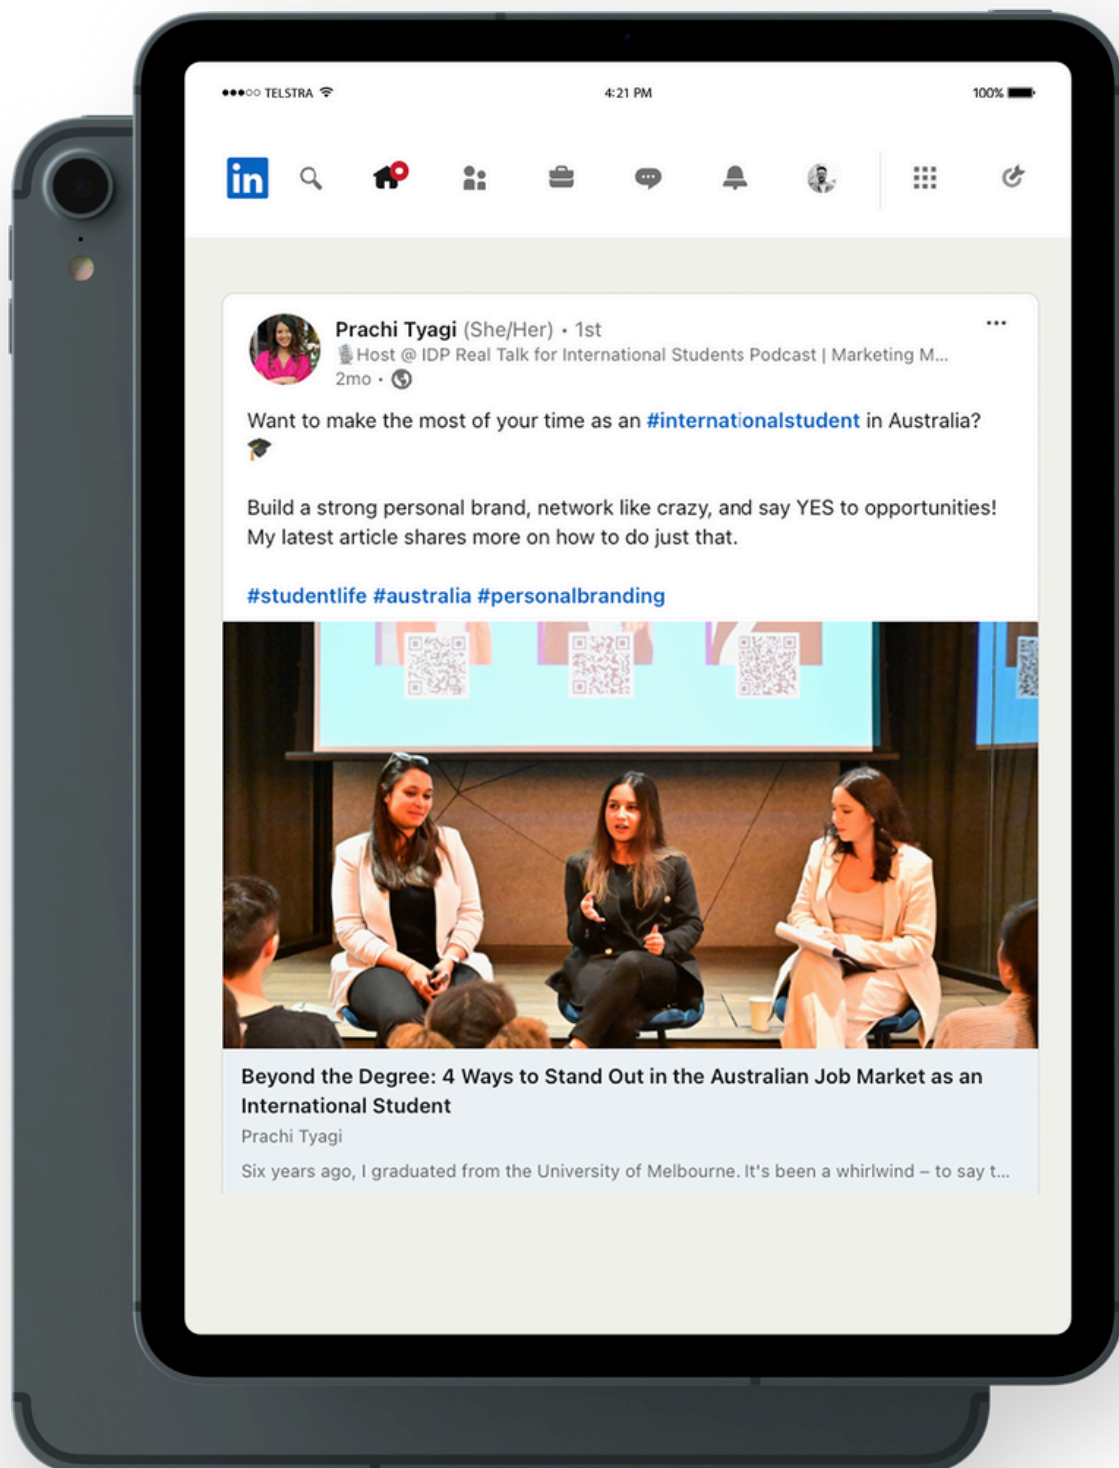 TELSTRA
4:21 PM
100%
in
Prachi Tyagi (She/Her) • 1st
Host @ IDP Real Talk for International Students Podcast | Marketing M...
2mo •
Want to make the most of your time as an #internationalstudent in Australia?
🎓
Build a strong personal brand, network like crazy, and say YES to opportunities!
My latest article shares more on how to do just that.
#studentlife #australia #personalbranding
Beyond the Degree: 4 Ways to Stand Out in the Australian Job Market as an
International Student
Prachi Tyagi
Six years ago, I graduated from the University of Melbourne. It's been a whirlwind – to say t...